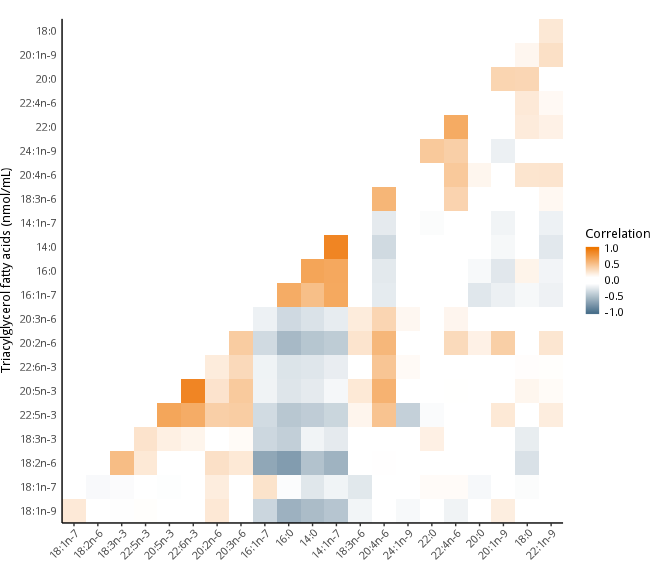 18:0
20:1n-9
20:0
22:4n-6
22:0
24:1n-9
20:4n-6
18:3n-6
14:1n-7
14:0
16:0
16:1n-7
20:3n-6
20:2n-6
22:6n-3
20:5n-3
22:5n-3
18:3n-3
18:2n-6
18:1n-7
18:1n-9
Triacylglycerol fatty acids (nmol/mL)
18:1n-7
18:2n-6
18:3n-3
22:5n-3
20:5n-3
22:6n-3
20:2n-6
20:3n-6
16:1n-7
16:0
14:0
14:1n-7
18:3n-6
20:4n-6
24:1n-9
22:0
22:4n-6
20:0
20:1n-9
18:0
22:1n-9
Correlation
1.0
0.5
0.0
-0.5
-1.0